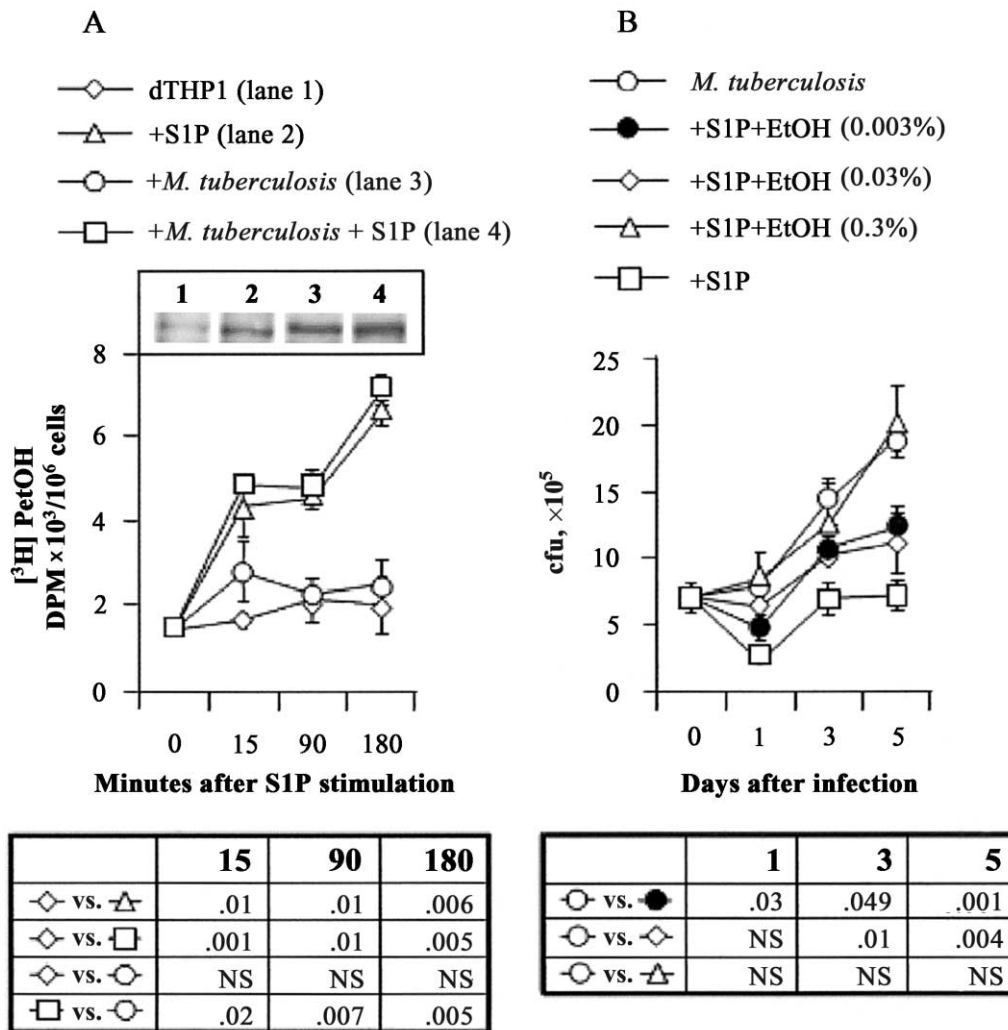 A
dTHP1 (lane 1)
+S1P (lane 2)
+M. tuberculosis (lane 3)
+M. tuberculosis + S1P (lane 4)
1 2 3 4
[³H] PetOH
DPM ×10³/10⁶ cells
8
6
4
2
0
0 15 90 180
Minutes after S1P stimulation
15 90 180
vs. .01 .01 .006
vs. .001 .01 .005
vs. NS NS NS
vs. .02 .007 .005
B
M. tuberculosis
+S1P+EtOH (0.003%)
+S1P+EtOH (0.03%)
+S1P+EtOH (0.3%)
+S1P
cfu, ×10⁵
25
20
15
10
5
0
0 1 3 5
Days after infection
1 3 5
vs. .03 .049 .001
vs. NS .01 .004
vs. NS NS NS